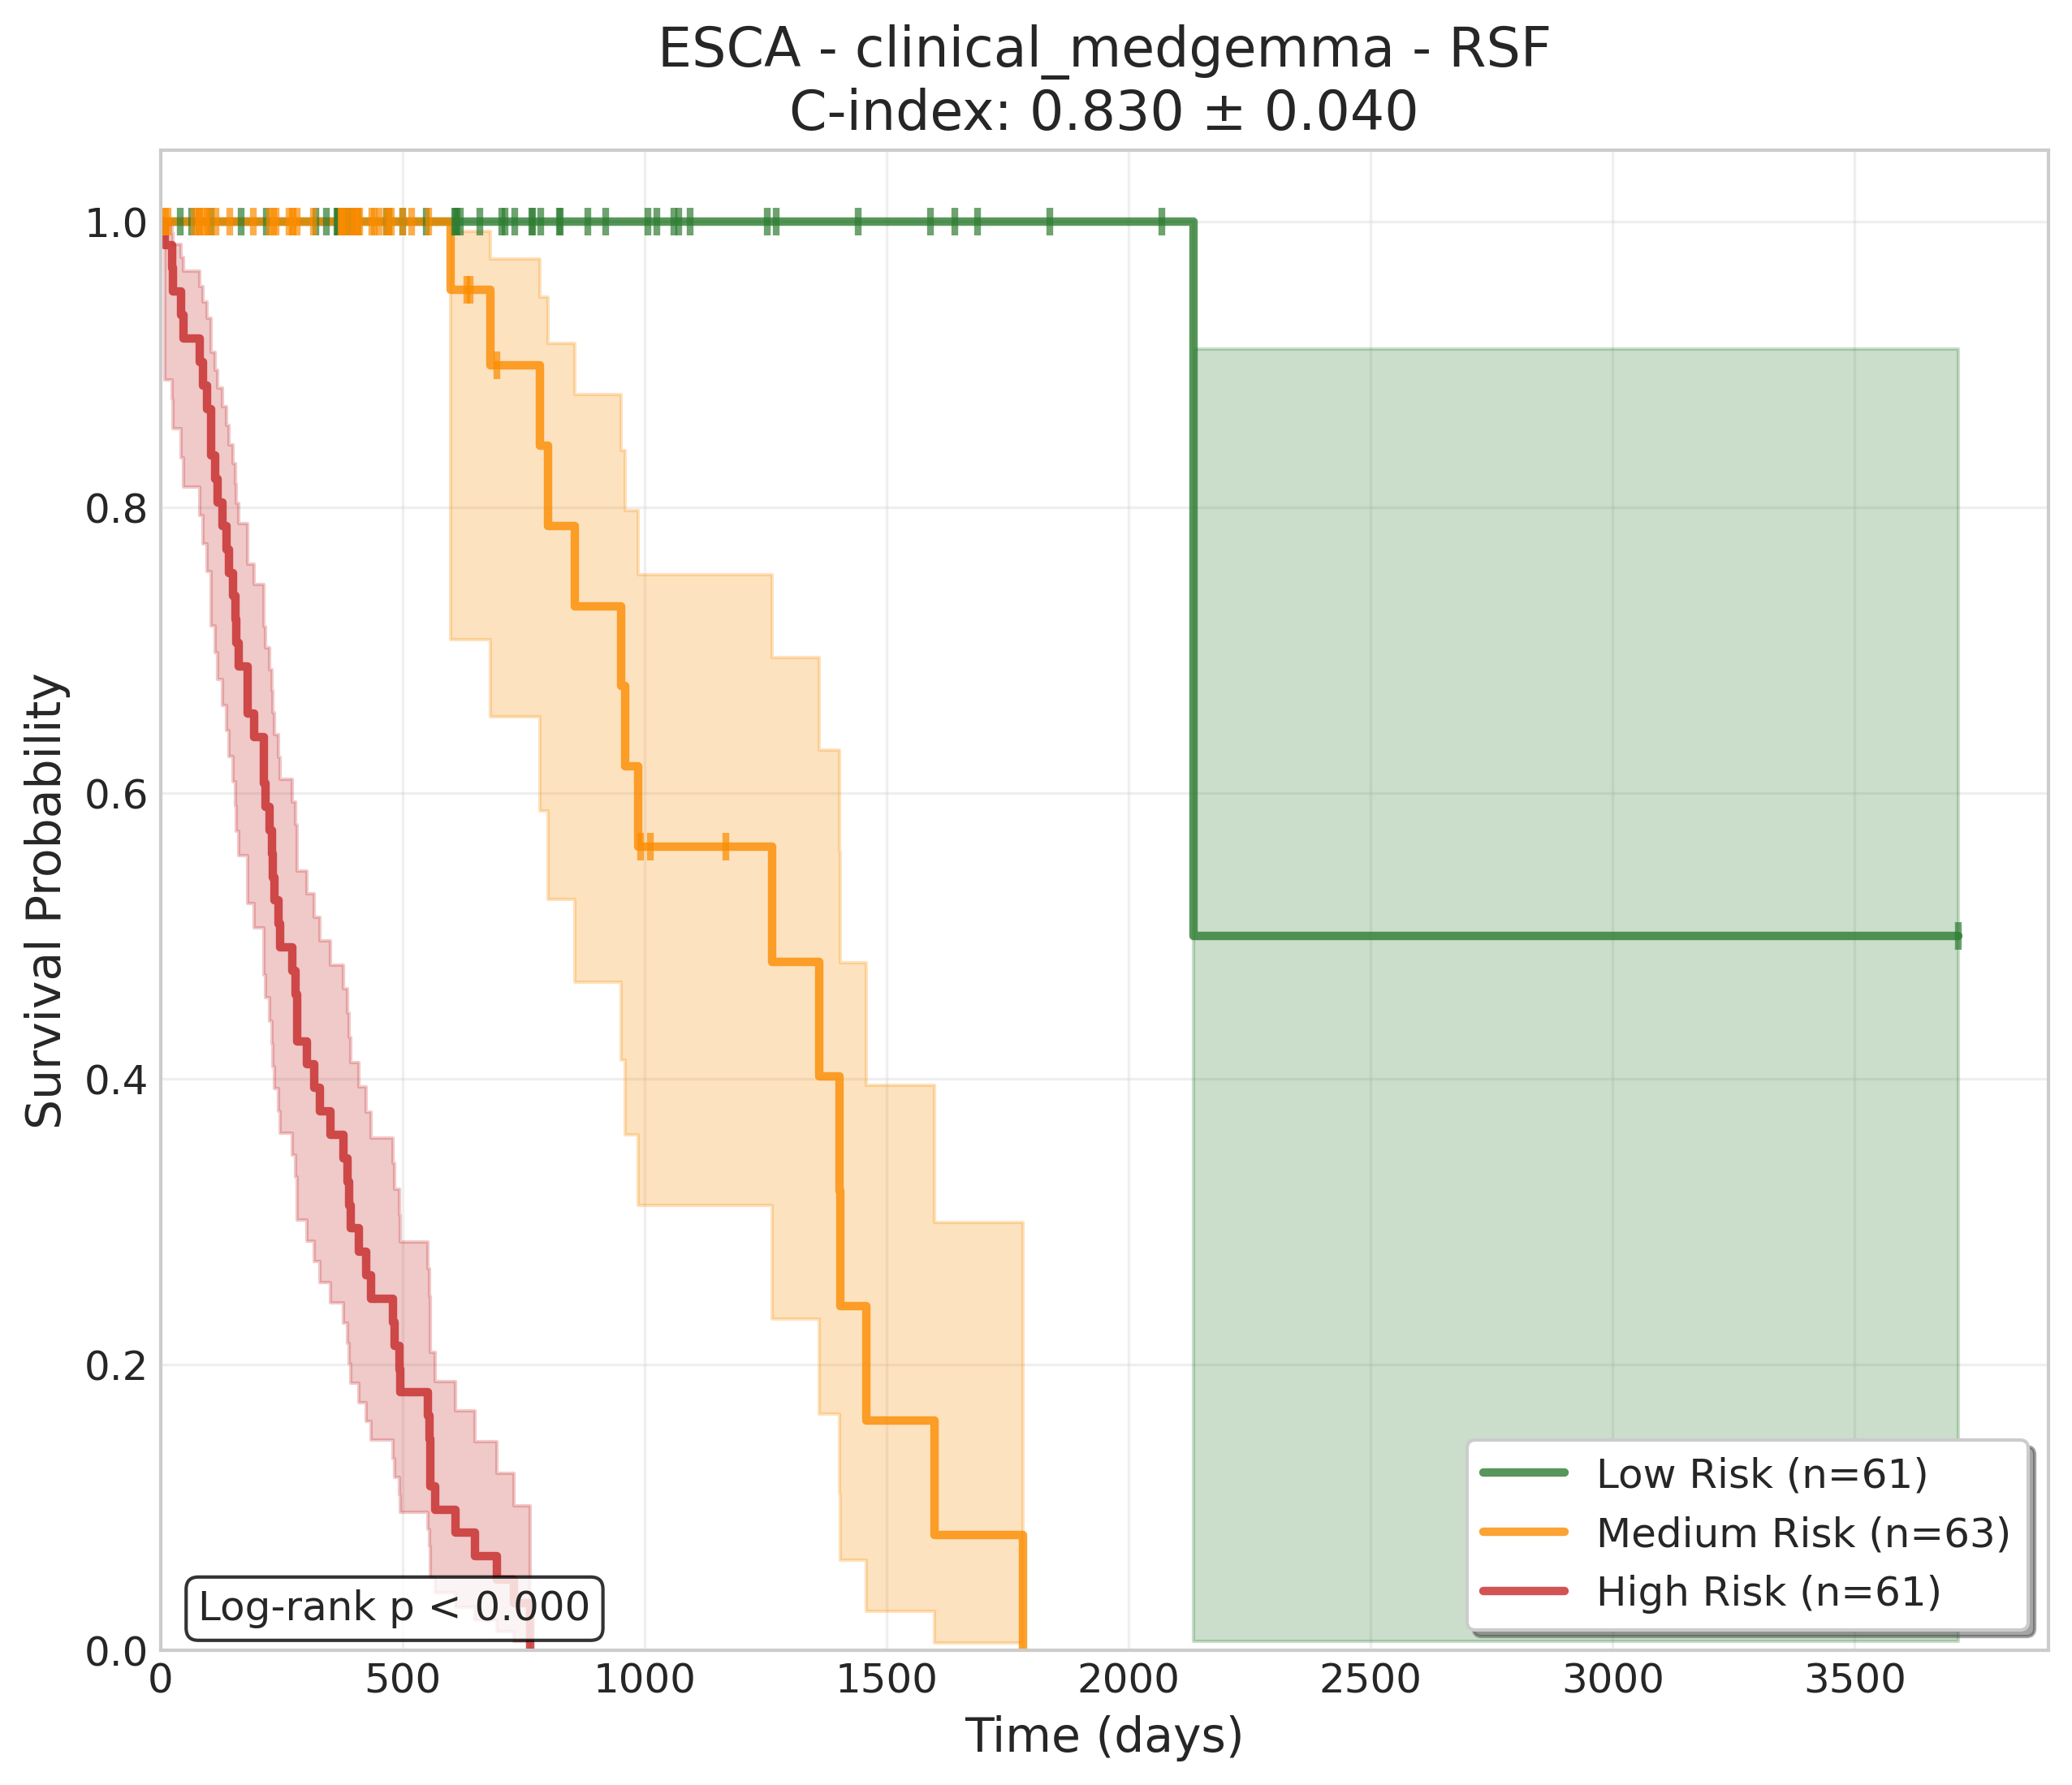 ESCA - clinical_medgemma - RSF
C-index: 0.830 ± 0.040
Survival Probability
1.0
0.8
0.6
0.4
0.2
0.0
Log-rank p < 0.000
Low Risk (n=61)
Medium Risk (n=63)
High Risk (n=61)
0 500 1000 1500 2000 2500 3000 3500
Time (days)